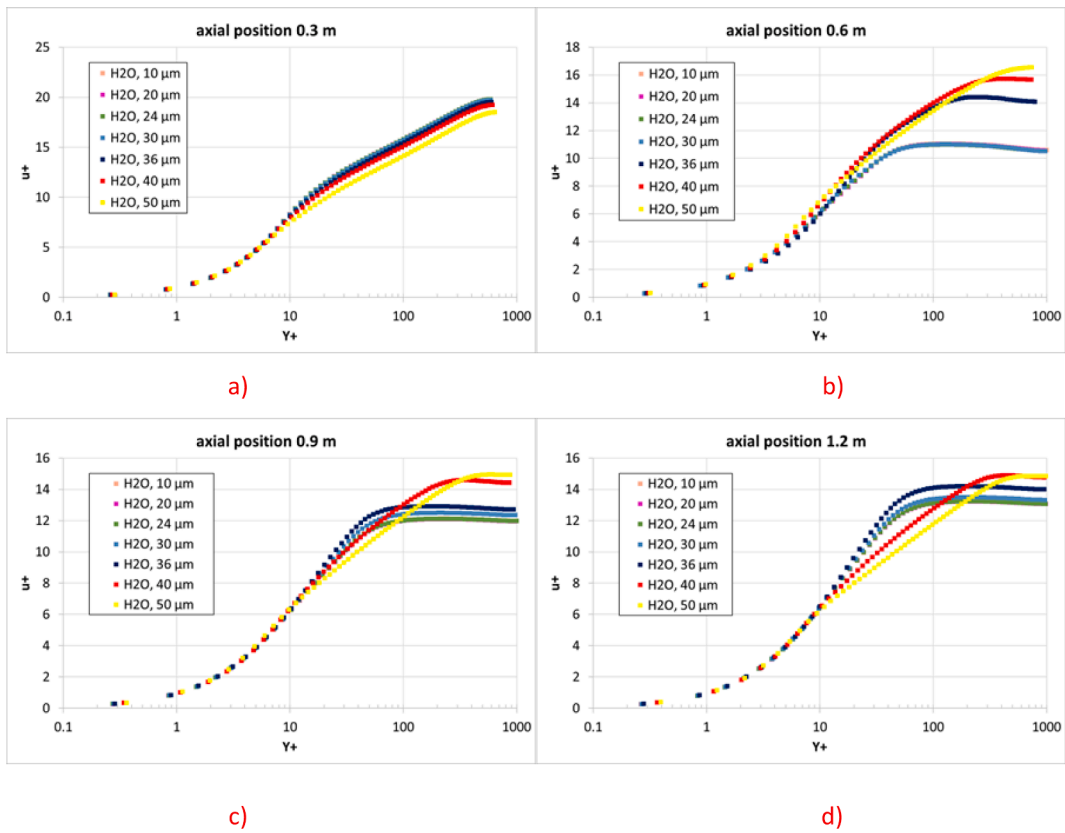 axial position 0.3 m
25
20
15
10
5
0
u+
0.1 1 10 100 1000
Y+
H2O, 10 µm
H2O, 20 µm
H2O, 24 µm
H2O, 30 µm
H2O, 36 µm
H2O, 40 µm
H2O, 50 µm
a)
axial position 0.6 m
18
16
14
12
10
8
6
4
2
0
u+
0.1 1 10 100 1000
Y+
H2O, 10 µm
H2O, 20 µm
H2O, 24 µm
H2O, 30 µm
H2O, 36 µm
H2O, 40 µm
H2O, 50 µm
b)
axial position 0.9 m
16
14
12
10
8
6
4
2
0
u+
0.1 1 10 100 1000
Y+
H2O, 10 µm
H2O, 20 µm
H2O, 24 µm
H2O, 30 µm
H2O, 36 µm
H2O, 40 µm
H2O, 50 µm
c)
axial position 1.2 m
16
14
12
10
8
6
4
2
0
u+
0.1 1 10 100 1000
Y+
H2O, 10 µm
H2O, 20 µm
H2O, 24 µm
H2O, 30 µm
H2O, 36 µm
H2O, 40 µm
H2O, 50 µm
d)